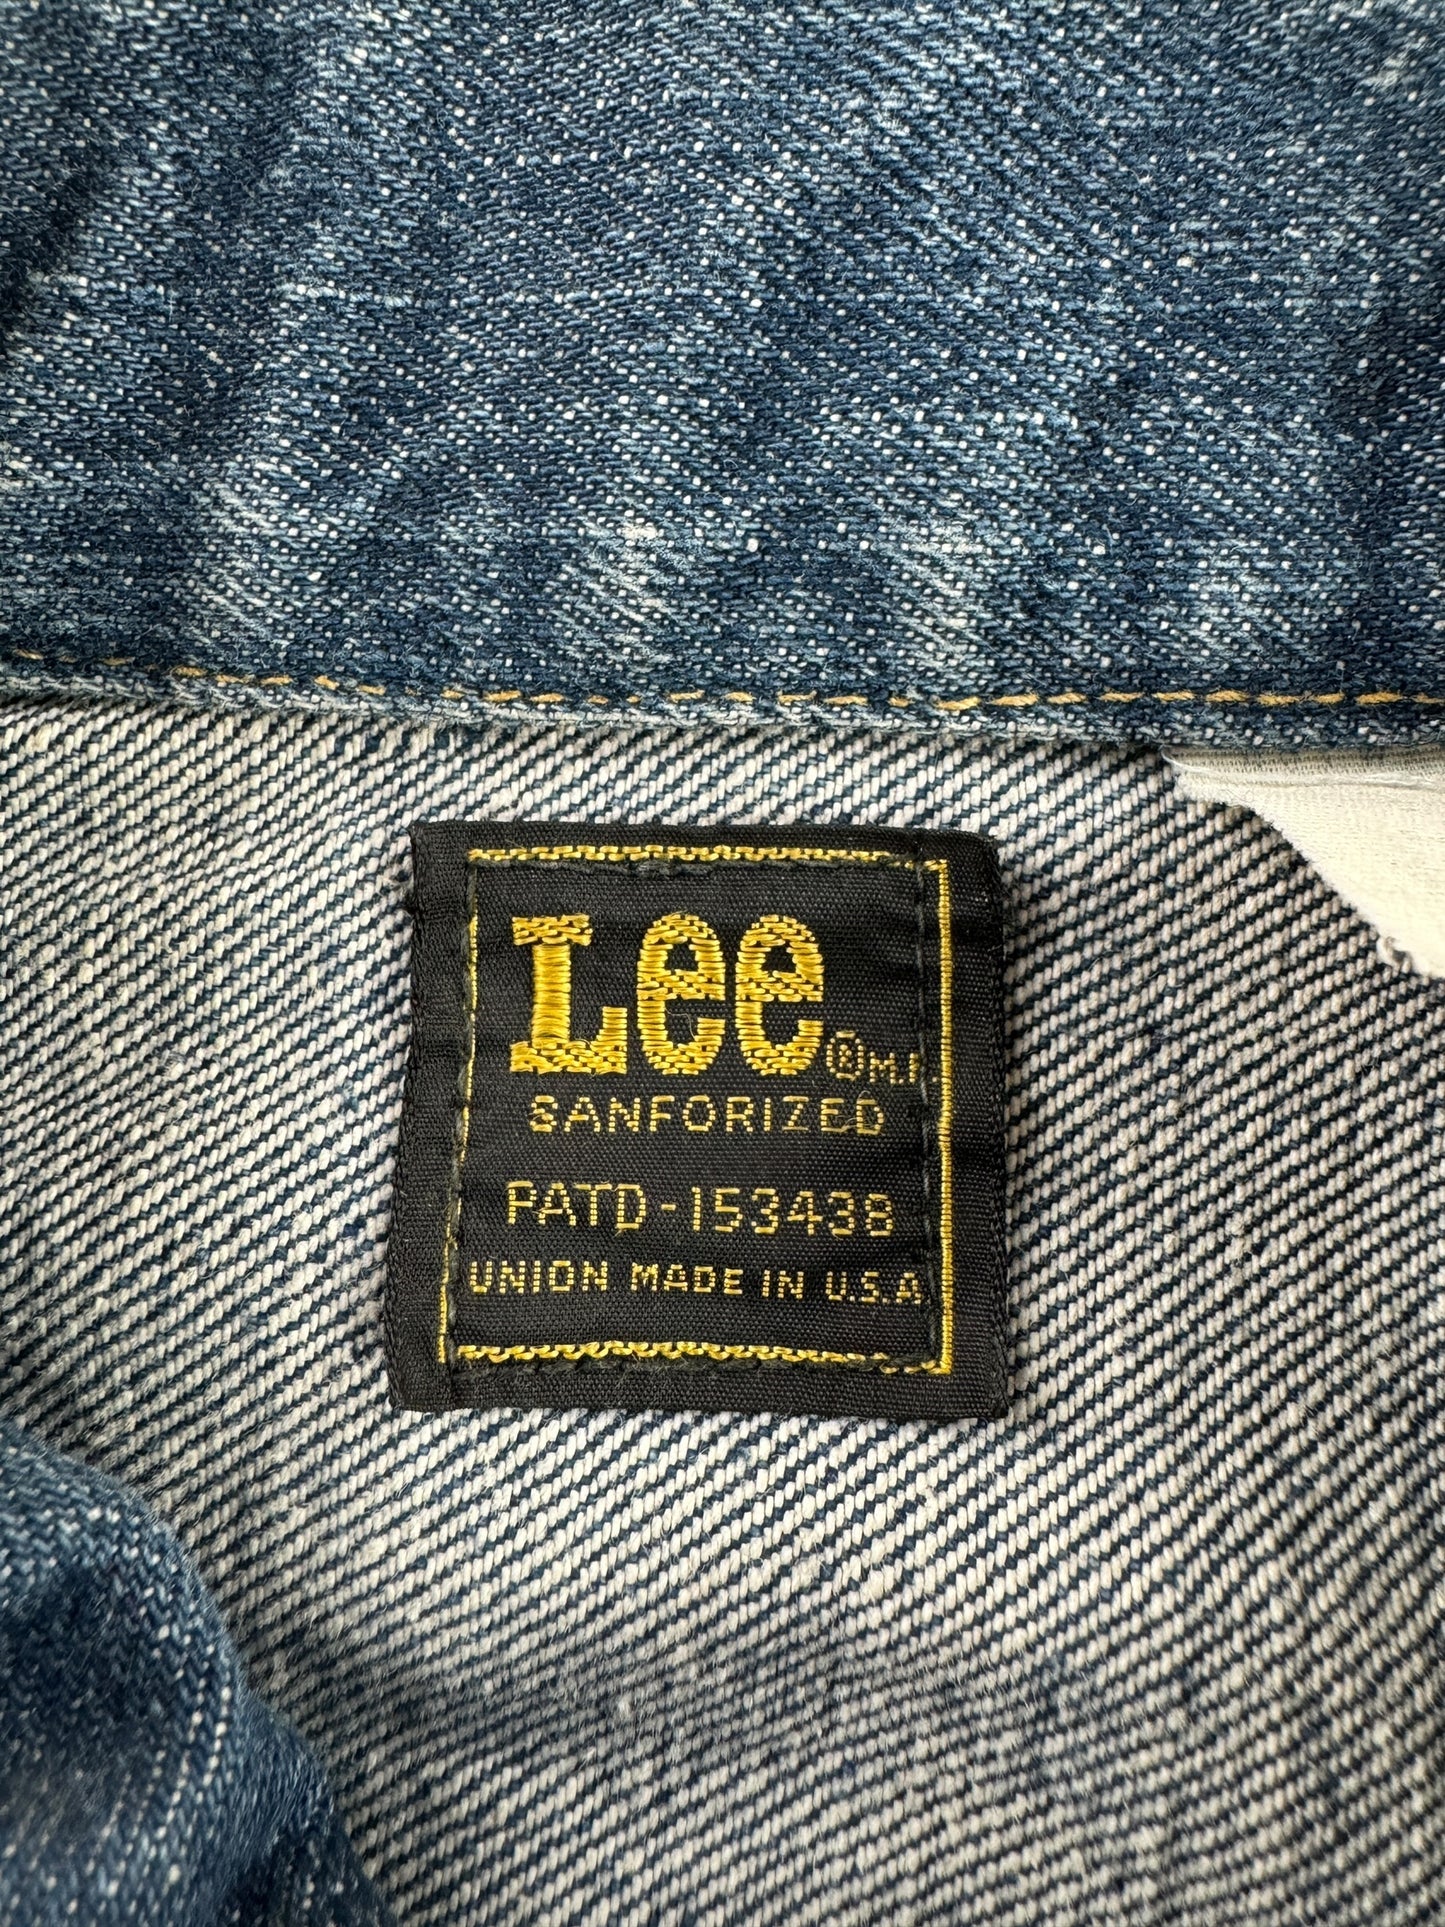 Lee ® M.R.
SANFORIZED
PATD-153438
UNION MADE IN U.S.A